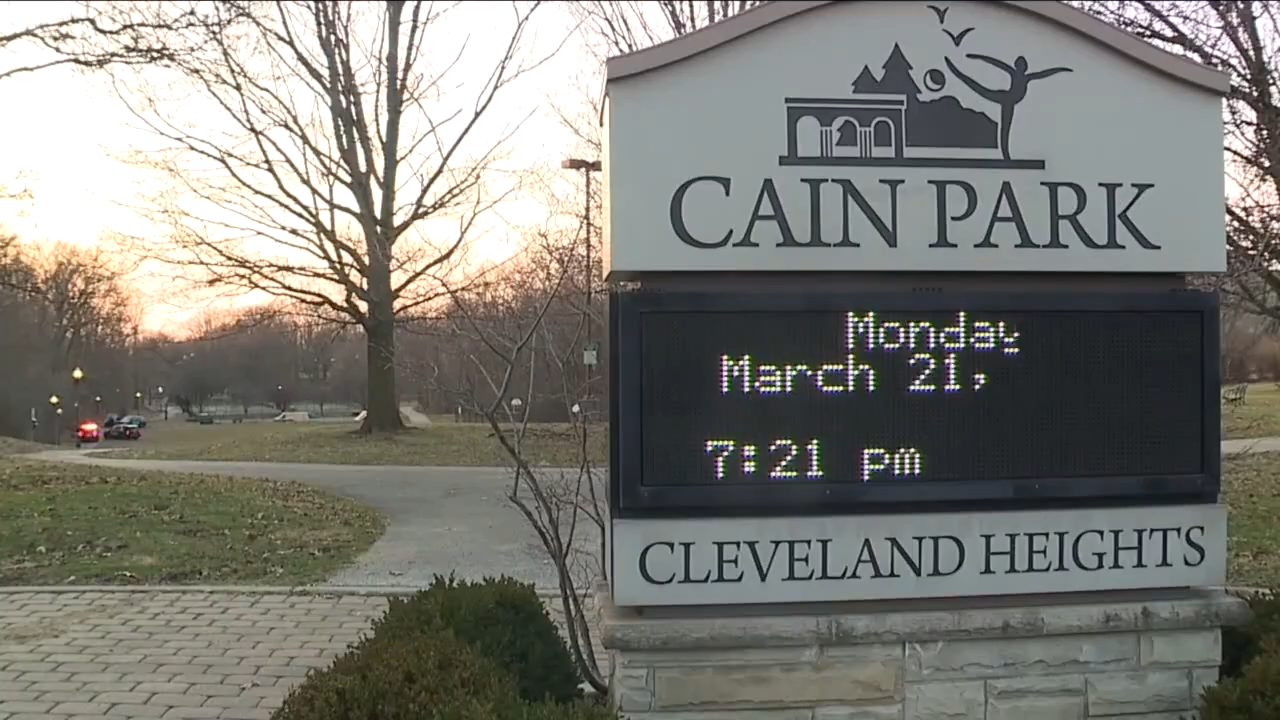 CAIN PARK
Monday
March 21,
7:21 pm
CLEVELAND HEIGHTS